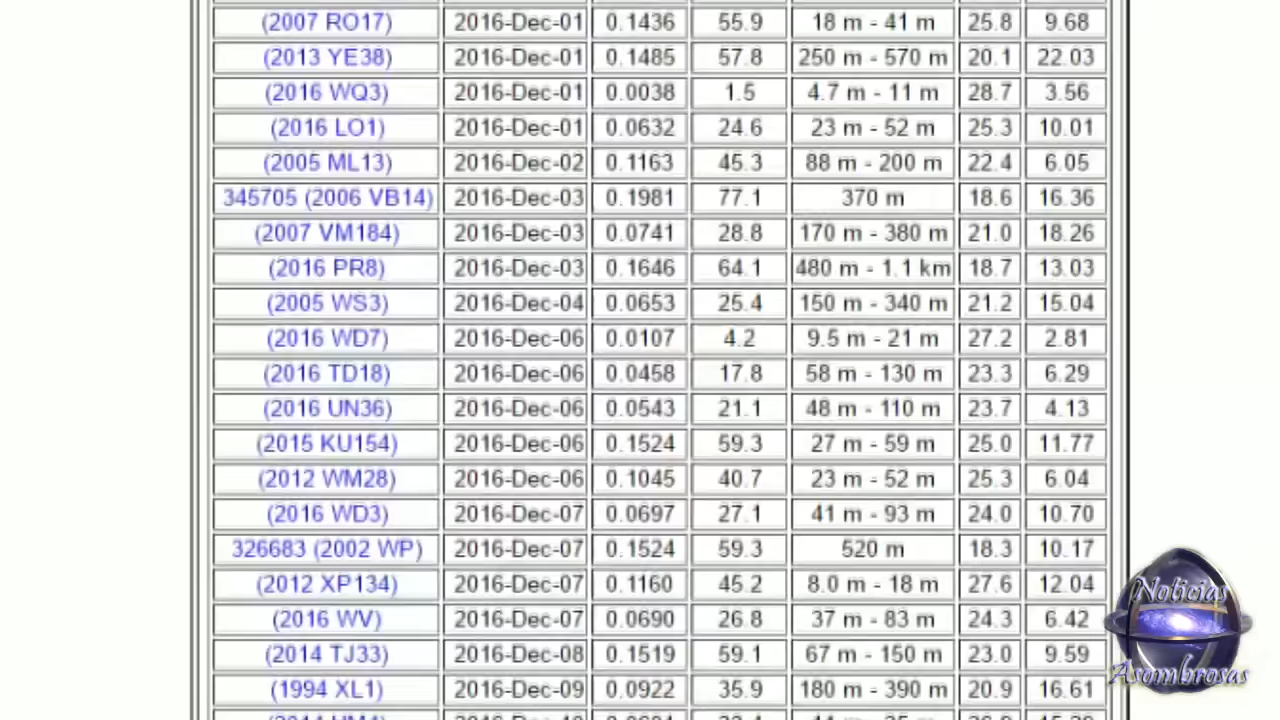 (2007 RO17) 2016-Dec-01 0.1436 55.9 18 m - 41 m 25.8 9.68
(2013 YE38) 2016-Dec-01 0.1485 57.8 250 m - 570 m 20.1 22.03
(2016 WQ3) 2016-Dec-01 0.0038 1.5 4.7 m - 11 m 28.7 3.56
(2016 LO1) 2016-Dec-01 0.0632 24.6 23 m - 52 m 25.3 10.01
(2005 ML13) 2016-Dec-02 0.1163 45.3 88 m - 200 m 22.4 6.05
345705 (2006 VB14) 2016-Dec-03 0.1981 77.1 370 m 18.6 16.36
(2007 VM184) 2016-Dec-03 0.0741 28.8 170 m - 380 m 21.0 18.26
(2016 PR8) 2016-Dec-03 0.1646 64.1 480 m - 1.1 km 18.7 13.03
(2005 WS3) 2016-Dec-04 0.0653 25.4 150 m - 340 m 21.2 15.04
(2016 WD7) 2016-Dec-06 0.0107 4.2 9.5 m - 21 m 27.2 2.81
(2016 TD18) 2016-Dec-06 0.0458 17.8 58 m - 130 m 23.3 6.29
(2016 UN36) 2016-Dec-06 0.0543 21.1 48 m - 110 m 23.7 4.13
(2015 KU154) 2016-Dec-06 0.1524 59.3 27 m - 59 m 25.0 11.77
(2012 WM28) 2016-Dec-06 0.1045 40.7 23 m - 52 m 25.3 6.04
(2016 WD3) 2016-Dec-07 0.0697 27.1 41 m - 93 m 24.0 10.70
326683 (2002 WP) 2016-Dec-07 0.1524 59.3 520 m 18.3 10.17
(2012 XP134) 2016-Dec-07 0.1160 45.2 8.0 m - 18 m 27.6 12.04
(2016 WV) 2016-Dec-07 0.0690 26.8 37 m - 83 m 24.3 6.42
(2014 TJ33) 2016-Dec-08 0.1519 59.1 67 m - 150 m 23.0 9.59
(1994 XL1) 2016-Dec-09 0.0922 35.9 180 m - 390 m 20.9 16.61
Noticias
Asombrosas